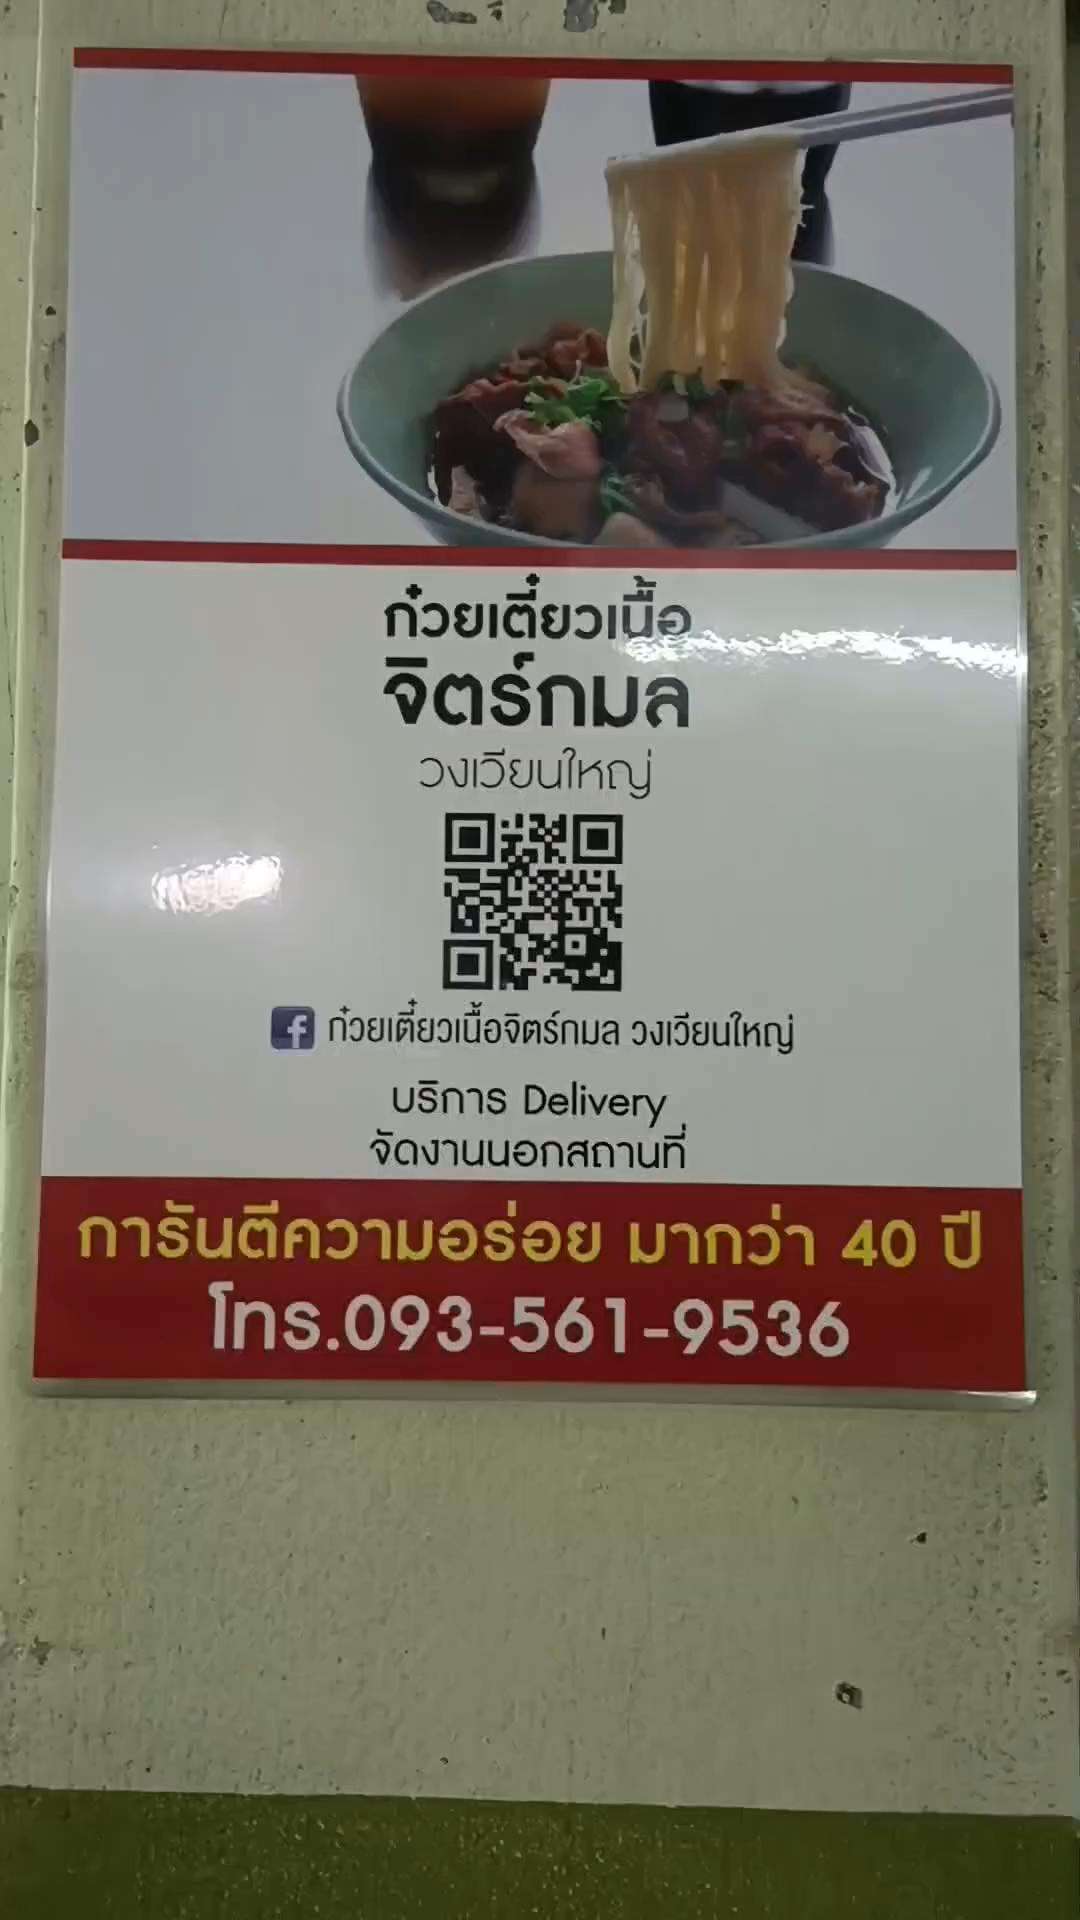 ก๋วยเตี๋ยวเนื้อ
จิตร์กมล
วงเวียนใหญ่
ก๋วยเตี๋ยวเนื้อจิตร์กมล วงเวียนใหญ่
บริการ Delivery
จัดงานนอกสถานที่
การันตีความอร่อย มากว่า 40 ปี
โทร.093-561-9536